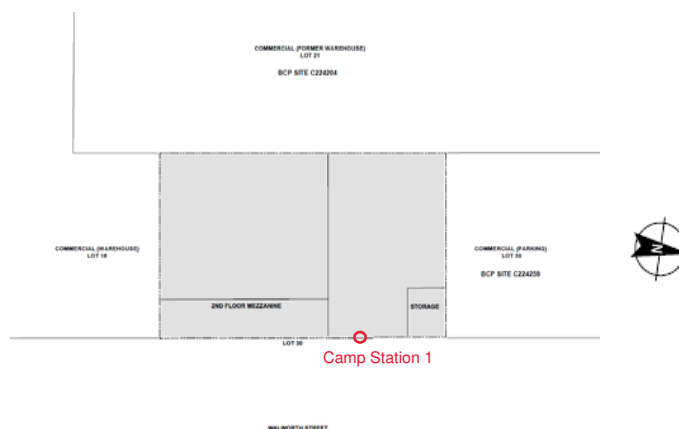 COMMERCIAL (FORMER WAREHOUSE)
LOT 21
BCP SITE C224204
COMMERCIAL (WAREHOUSE)
LOT 18
COMMERCIAL (PARKING)
LOT 39
BCP SITE C224259
N
2ND FLOOR MEZZANINE
STORAGE
LOT 30
Camp Station 1
WALWORTH STREET